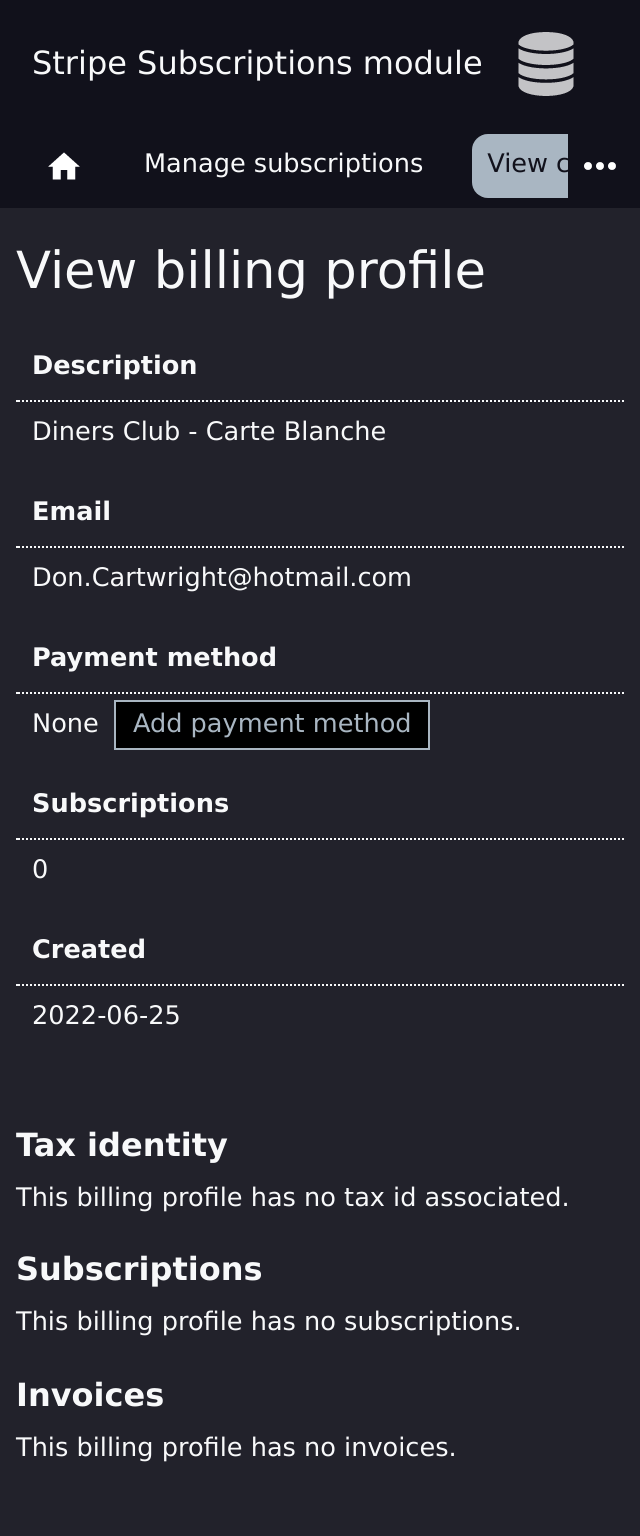 Stripe Subscriptions module
Manage subscriptions
View
View billing profile
Description
Diners Club - Carte Blanche
Email
Don.Cartwright@hotmail.com
Payment method
None Add payment method
Subscriptions
0
Created
2022-06-25
Tax identity
This billing profile has no tax id associated.
Subscriptions
This billing profile has no subscriptions.
Invoices
This billing profile has no invoices.